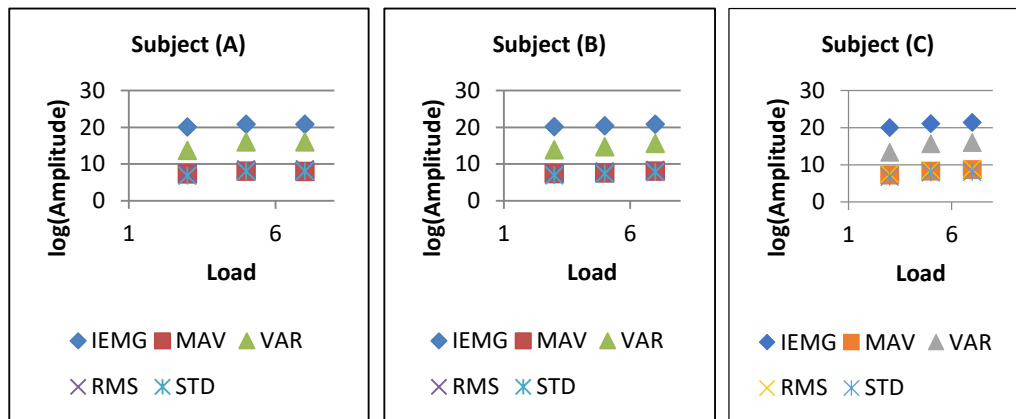 Subject (A)
log(Amplitude)
30
20
10
0
1 6
Load
IEMG MAV VAR
RMS STD
Subject (B)
log(Amplitude)
30
20
10
0
1 6
Load
IEMG MAV VAR
RMS STD
Subject (C)
log(Amplitude)
30
20
10
0
1 6
Load
IEMG MAV VAR
RMS STD